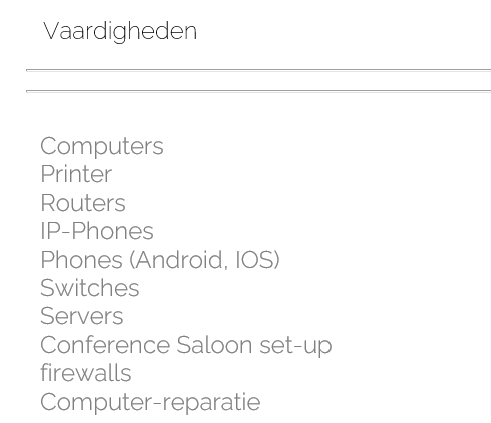 Vaardigheden
Computers
Printer
Routers
IP-Phones
Phones (Android, IOS)
Switches
Servers
Conference Saloon set-up
firewalls
Computer-reparatie